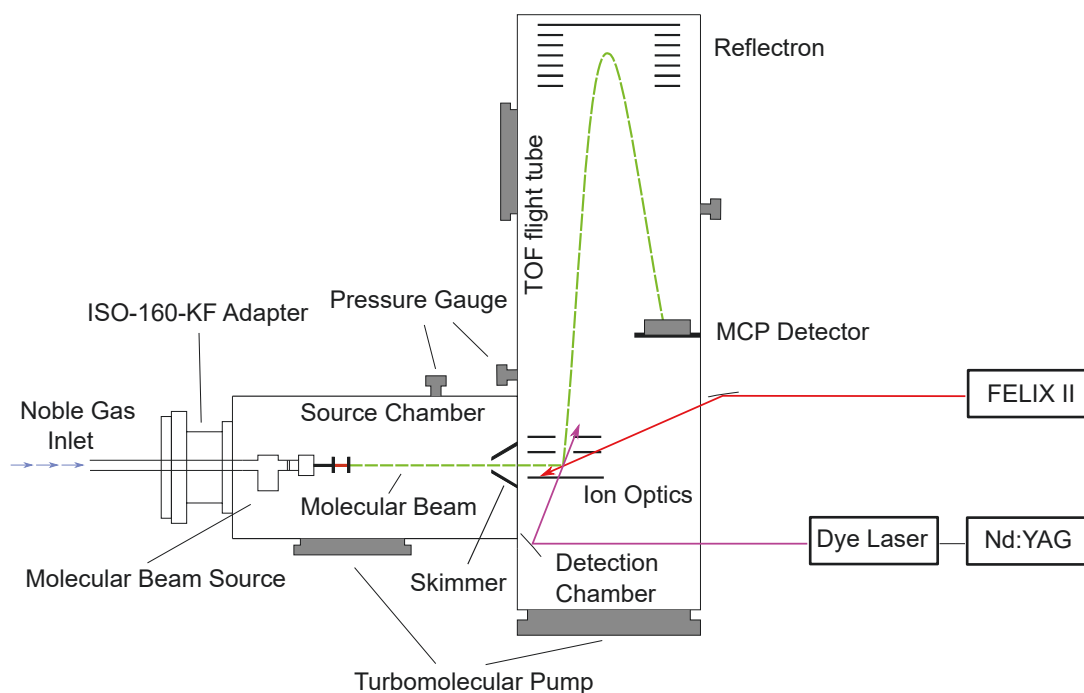 Reflectron
TOF flight tube
Pressure Gauge
ISO-160-KF Adapter
MCP Detector
FELIX II
Noble Gas
Inlet
Source Chamber
Molecular Beam
Ion Optics
Dye Laser
Nd:YAG
Molecular Beam Source
Skimmer
Detection
Chamber
Turbomolecular Pump